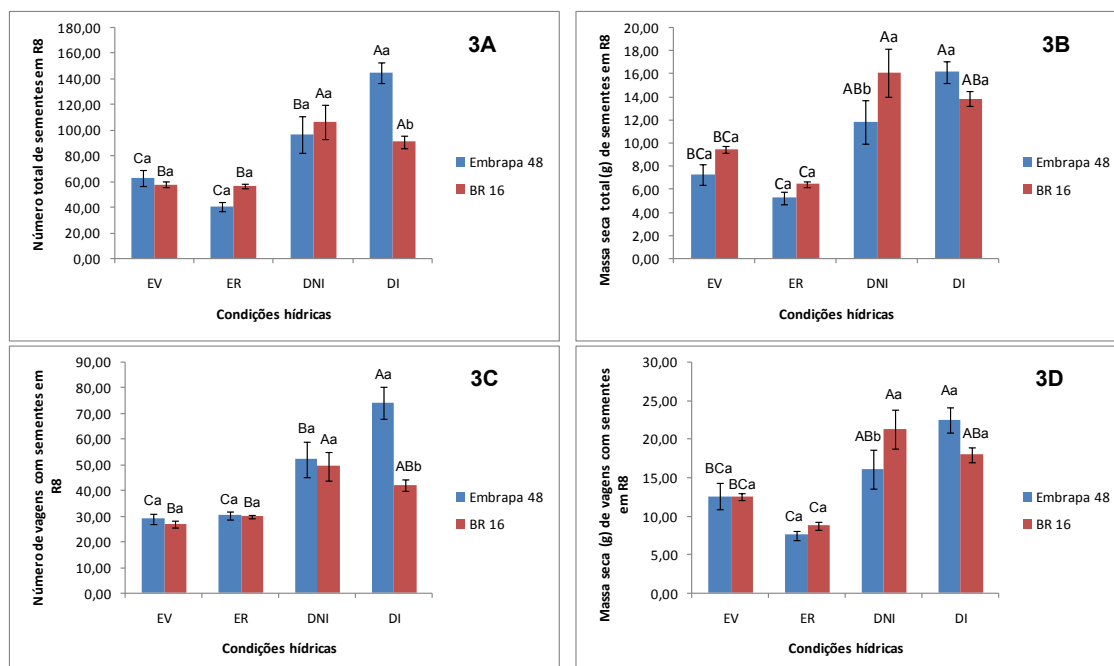 3A
Número total de sementes em R8
180,00
160,00
140,00
120,00
100,00
80,00
60,00
40,00
20,00
0,00
Ca Ba Ca Ba Ba Aa Aa Ab
EV ER DNI DI
Condições hídricas
Embrapa 48
BR 16
3B
Massa seca total (g) de sementes em R8
20,00
18,00
16,00
14,00
12,00
10,00
8,00
6,00
4,00
2,00
0,00
BCa BCa Ca Ca ABb Aa Aa ABa
EV ER DNI DI
Condições hídricas
Embrapa 48
BR 16
3C
Número de vagens com sementes em
R8
90,00
80,00
70,00
60,00
50,00
40,00
30,00
20,00
10,00
0,00
Ca Ba Ca Ba Ba Aa Aa ABb
EV ER DNI DI
Condições hídricas
Embrapa 48
BR 16
3D
Massa seca (g) de vagens com sementes
em R8
30,00
25,00
20,00
15,00
10,00
5,00
0,00
BCa BCa Ca Ca ABb Aa Aa ABa
EV ER DNI DI
Condições hídricas
Embrapa 48
BR 16